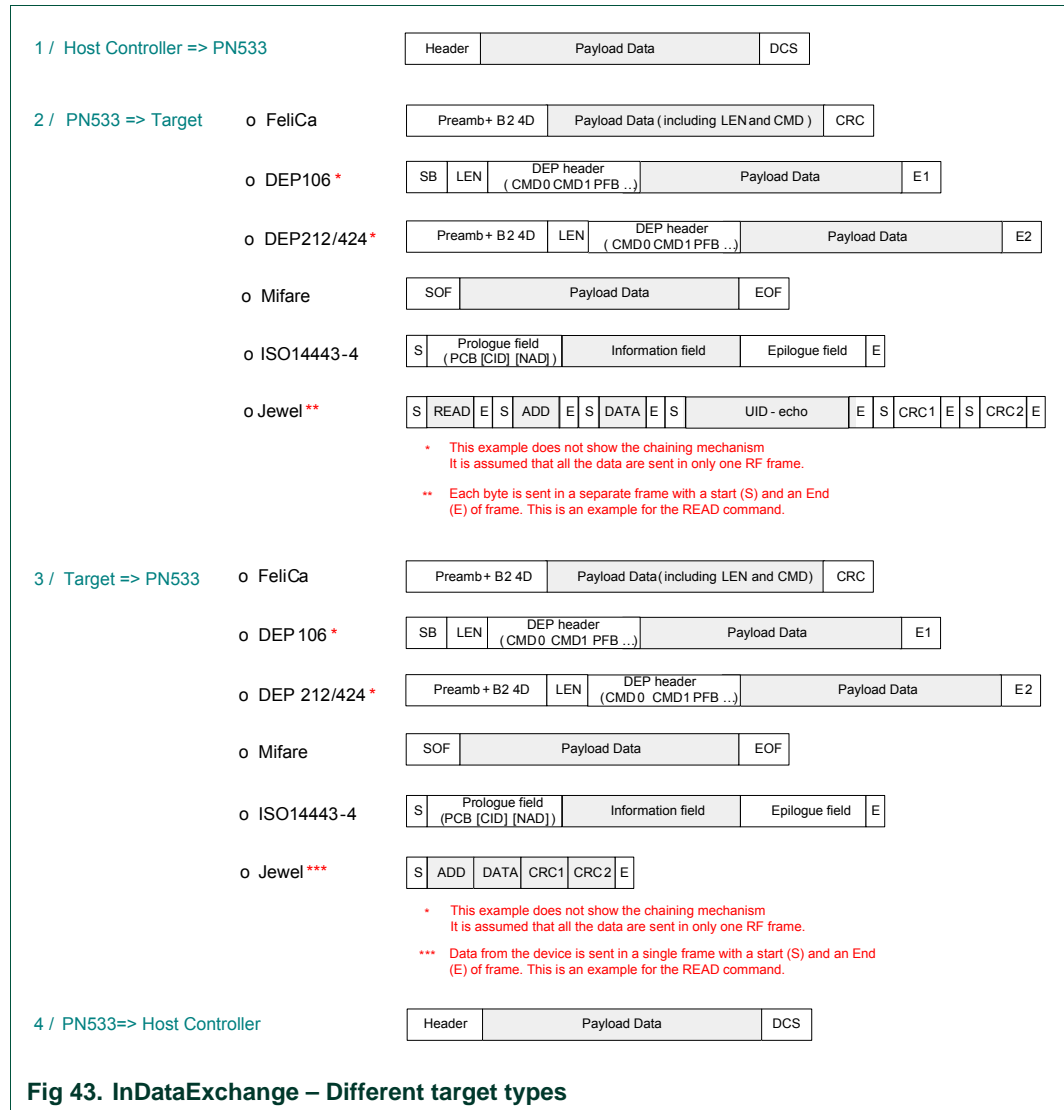 1 / Host Controller => PN533
Header Payload Data DCS
2 / PN533 => Target
o FeliCa
Preamb+ B2 4D Payload Data ( including LEN and CMD ) CRC
o DEP106 *
SB LEN DEP header
( CMD0 CMD1 PFB ...) Payload Data E1
o DEP212/424 *
Preamb+ B2 4D LEN DEP header
( CMD0 CMD1 PFB ...) Payload Data E2
o Mifare
SOF Payload Data EOF
o ISO14443-4
S Prologue field
( PCB [CID] [NAD] ) Information field Epilogue field E
o Jewel **
S READ E S ADD E S DATA E S UID - echo E S CRC1 E S CRC2 E
* This example does not show the chaining mechanism
It is assumed that all the data are sent in only one RF frame.
** Each byte is sent in a separate frame with a start (S) and an End
(E) of frame. This is an example for the READ command.
3 / Target => PN533
o FeliCa
Preamb+ B2 4D Payload Data (including LEN and CMD) CRC
o DEP 106 *
SB LEN DEP header
(CMD0 CMD1 PFB ...) Payload Data E1
o DEP 212/424 *
Preamb + B2 4D LEN DEP header
(CMD0 CMD1 PFB ...) Payload Data E2
o Mifare
SOF Payload Data EOF
o ISO14443-4
S Prologue field
(PCB [CID] [NAD] ) Information field Epilogue field E
o Jewel ***
S ADD DATA CRC1 CRC2 E
* This example does not show the chaining mechanism
It is assumed that all the data are sent in only one RF frame.
*** Data from the device is sent in a single frame with a start (S) and an End
(E) of frame. This is an example for the READ command.
4 / PN533=> Host Controller
Header Payload Data DCS
Fig 43. InDataExchange – Different target types